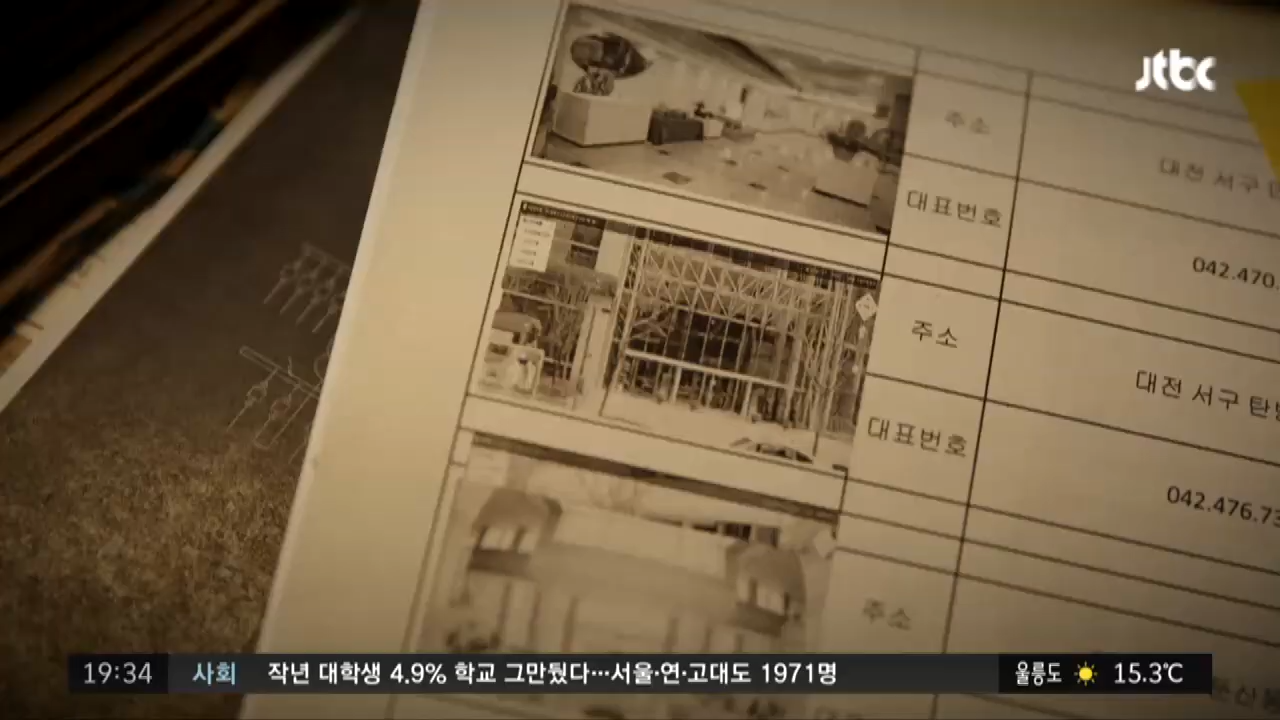 jtbc
주소
대전 서구
대표번호
042.470.
주소
대전 서구 탄방
대표번호
042.476.73
주소
19:34 사회 작년 대학생 4.9% 학교 그만뒀다…서울·연·고대도 1971명 울릉도 15.3℃